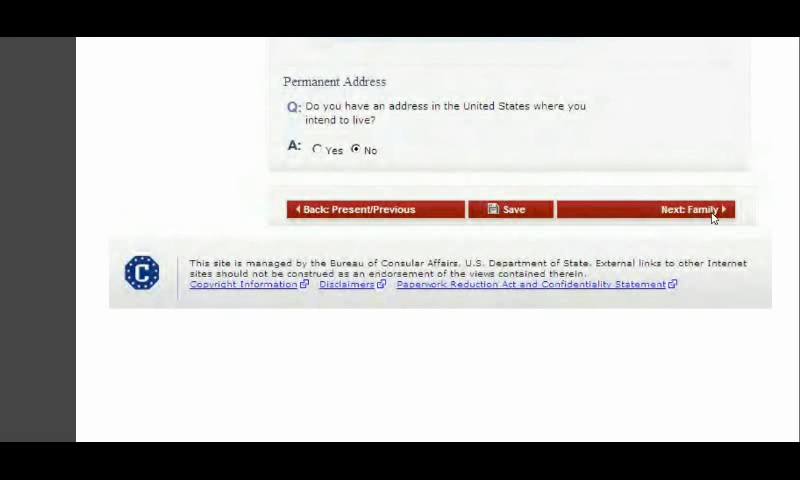 Permanent Address
Q: Do you have an address in the United States where you
intend to live?
A: Yes No
Back: Present/Previous Save Next: Family
This site is managed by the Bureau of Consular Affairs, U.S. Department of State. External links to other Internet
sites should not be construed as an endorsement of the views contained therein.
Copyright Information Disclaimers Paperwork Reduction Act and Confidentiality Statement
C